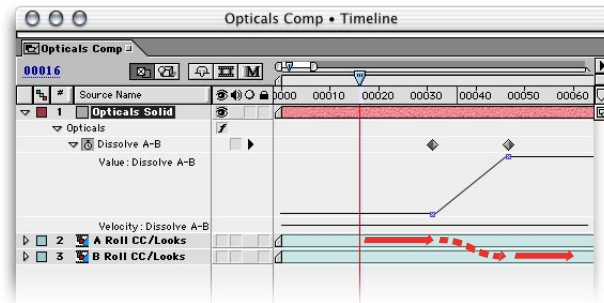 Opticals Comp • Timeline
Opticals Comp
00016
M
# Source Name
0000 00010 00020 00030 00040 00050 00060
1 Opticals Solid
Opticals
Dissolve A-B
Value: Dissolve A-B
Velocity: Dissolve A-B
2 A Roll CC/Looks
3 B Roll CC/Looks